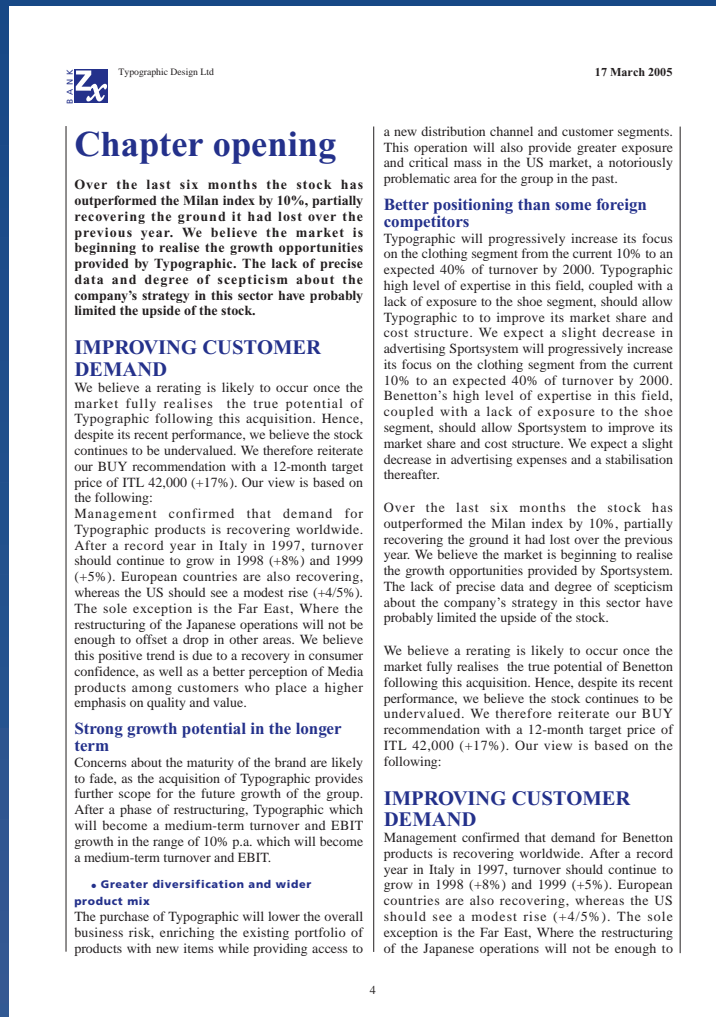 BANK
Zx
Typographic Design Ltd
17 March 2005
Chapter opening
Over the last six months the stock has
outperformed the Milan index by 10%, partially
recovering the ground it had lost over the
previous year. We believe the market is
beginning to realise the growth opportunities
provided by Typographic. The lack of precise
data and degree of scepticism about the
company’s strategy in this sector have probably
limited the upside of the stock.
IMPROVING CUSTOMER
DEMAND
We believe a rerating is likely to occur once the
market fully realises the true potential of
Typographic following this acquisition. Hence,
despite its recent performance, we believe the stock
continues to be undervalued. We therefore reiterate
our BUY recommendation with a 12-month target
price of ITL 42,000 (+17%). Our view is based on
the following:
Management confirmed that demand for
Typographic products is recovering worldwide.
After a record year in Italy in 1997, turnover
should continue to grow in 1998 (+8%) and 1999
(+5%). European countries are also recovering,
whereas the US should see a modest rise (+4/5%).
The sole exception is the Far East, Where the
restructuring of the Japanese operations will not be
enough to offset a drop in other areas. We believe
this positive trend is due to a recovery in consumer
confidence, as well as a better perception of Media
products among customers who place a higher
emphasis on quality and value.
Strong growth potential in the longer
term
Concerns about the maturity of the brand are likely
to fade, as the acquisition of Typographic provides
further scope for the future growth of the group.
After a phase of restructuring, Typographic which
will become a medium-term turnover and EBIT
growth in the range of 10% p.a. which will become
a medium-term turnover and EBIT.
• Greater diversification and wider
product mix
The purchase of Typographic will lower the overall
business risk, enriching the existing portfolio of
products with new items while providing access to
a new distribution channel and customer segments.
This operation will also provide greater exposure
and critical mass in the US market, a notoriously
problematic area for the group in the past.
Better positioning than some foreign
competitors
Typographic will progressively increase its focus
on the clothing segment from the current 10% to an
expected 40% of turnover by 2000. Typographic
high level of expertise in this field, coupled with a
lack of exposure to the shoe segment, should allow
Typographic to to improve its market share and
cost structure. We expect a slight decrease in
advertising Sportsystem will progressively increase
its focus on the clothing segment from the current
10% to an expected 40% of turnover by 2000.
Benetton's high level of expertise in this field,
coupled with a lack of exposure to the shoe
segment, should allow Sportsystem to improve its
market share and cost structure. We expect a slight
decrease in advertising expenses and a stabilisation
thereafter.
Over the last six months the stock has
outperformed the Milan index by 10%, partially
recovering the ground it had lost over the previous
year. We believe the market is beginning to realise
the growth opportunities provided by Sportsystem.
The lack of precise data and degree of scepticism
about the company’s strategy in this sector have
probably limited the upside of the stock.
We believe a rerating is likely to occur once the
market fully realises the true potential of Benetton
following this acquisition. Hence, despite its recent
performance, we believe the stock continues to be
undervalued. We therefore reiterate our BUY
recommendation with a 12-month target price of
ITL 42,000 (+17%). Our view is based on the
following:
IMPROVING CUSTOMER
DEMAND
Management confirmed that demand for Benetton
products is recovering worldwide. After a record
year in Italy in 1997, turnover should continue to
grow in 1998 (+8%) and 1999 (+5%). European
countries are also recovering, whereas the US
should see a modest rise (+4/5%). The sole
exception is the Far East, Where the restructuring
of the Japanese operations will not be enough to
4